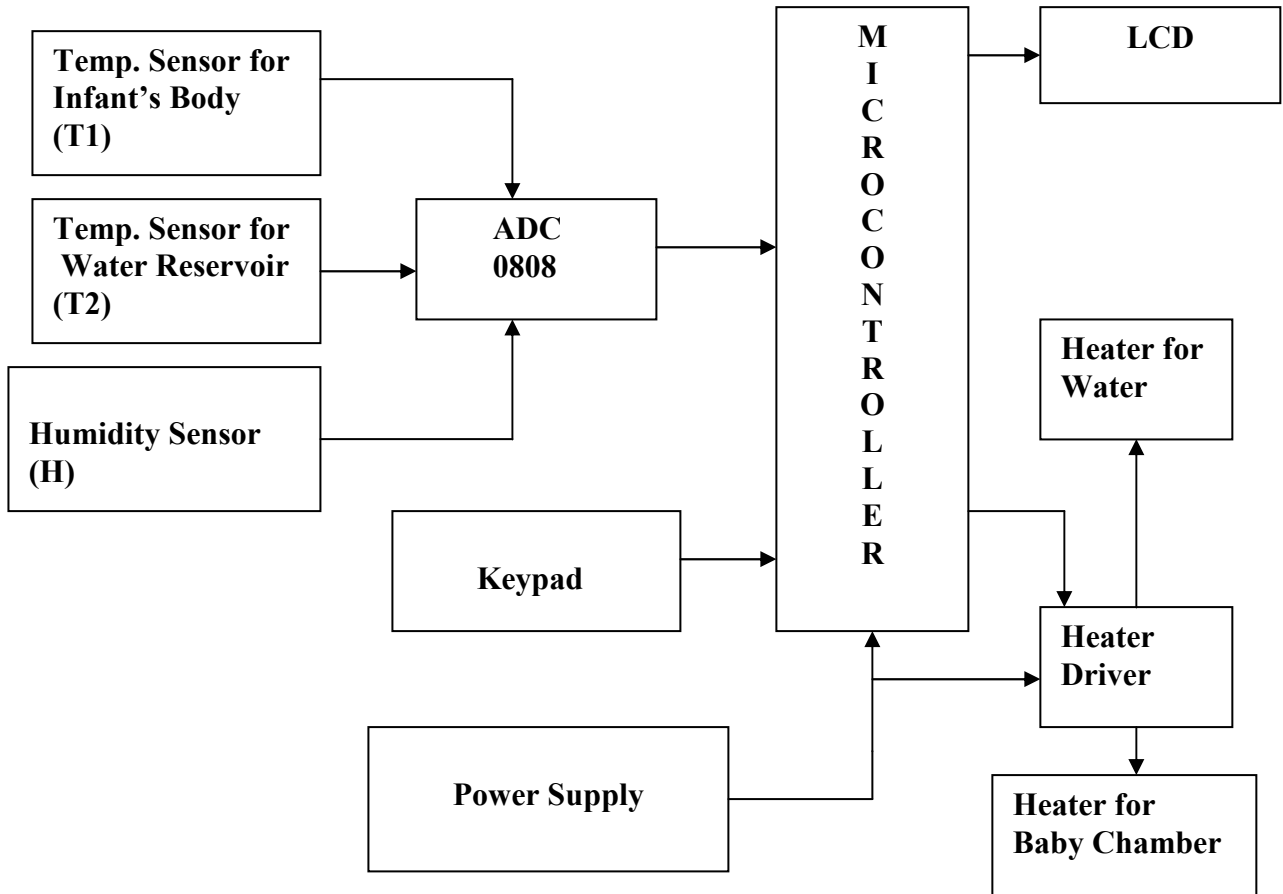 Temp. Sensor for
Infant’s Body
(T1)
Temp. Sensor for
Water Reservoir
(T2)
Humidity Sensor
(H)
ADC
0808
Keypad
Power Supply
M
I
C
R
O
C
O
N
T
R
O
L
L
E
R
LCD
Heater for
Water
Heater
Driver
Heater for
Baby Chamber